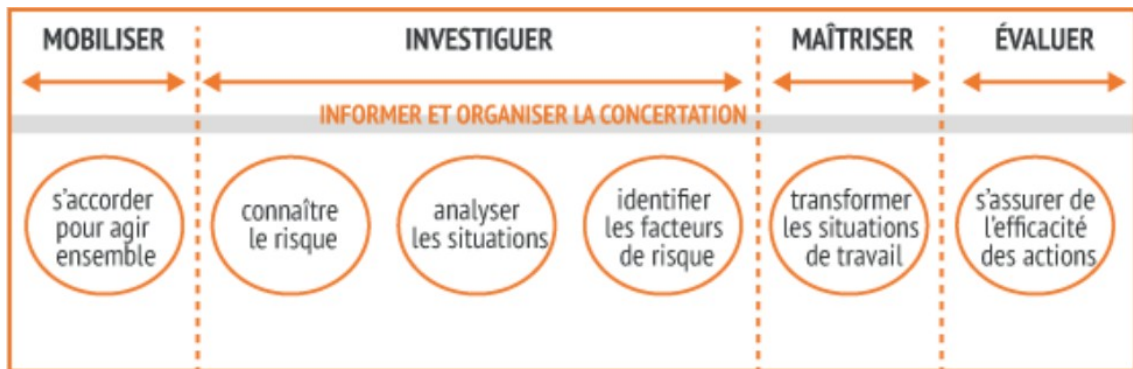 MOBILISER
INVESTIGUER
MAÎTRISER
ÉVALUER
INFORMER ET ORGANISER LA CONCERTATION
s'accorder
pour agir
ensemble
connaître
le risque
analyser
les situations
identifier
les facteurs
de risque
transformer
les situations
de travail
s'assurer de
l'efficacité
des actions